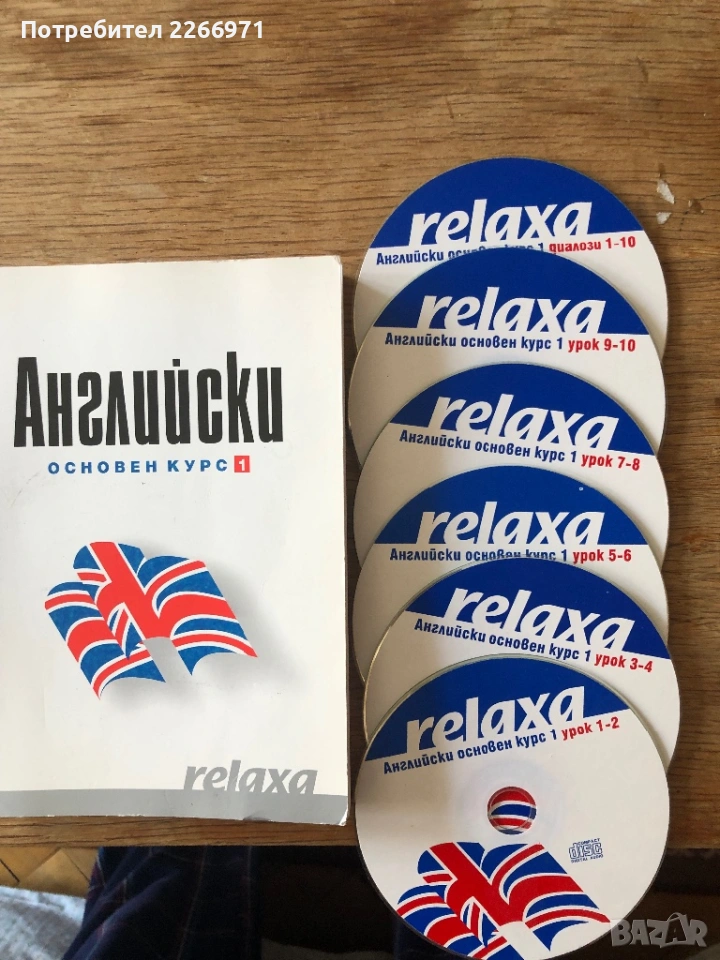 Потребител 2266971
Английски
ОСНОВЕН КУРС 1
relaxa
relaxa
Английски основен курс 1 диалози 1-10
relaxa
Английски основен курс 1 урок 9-10
relaxa
Английски основен курс 1 урок 7-8
relaxa
Английски основен курс 1 урок 5-6
relaxa
Английски основен курс 1 урок 3-4
relaxa
Английски основен курс 1 урок 1-2
COMPACT
disc
DIGITAL AUDIO
BAZAR